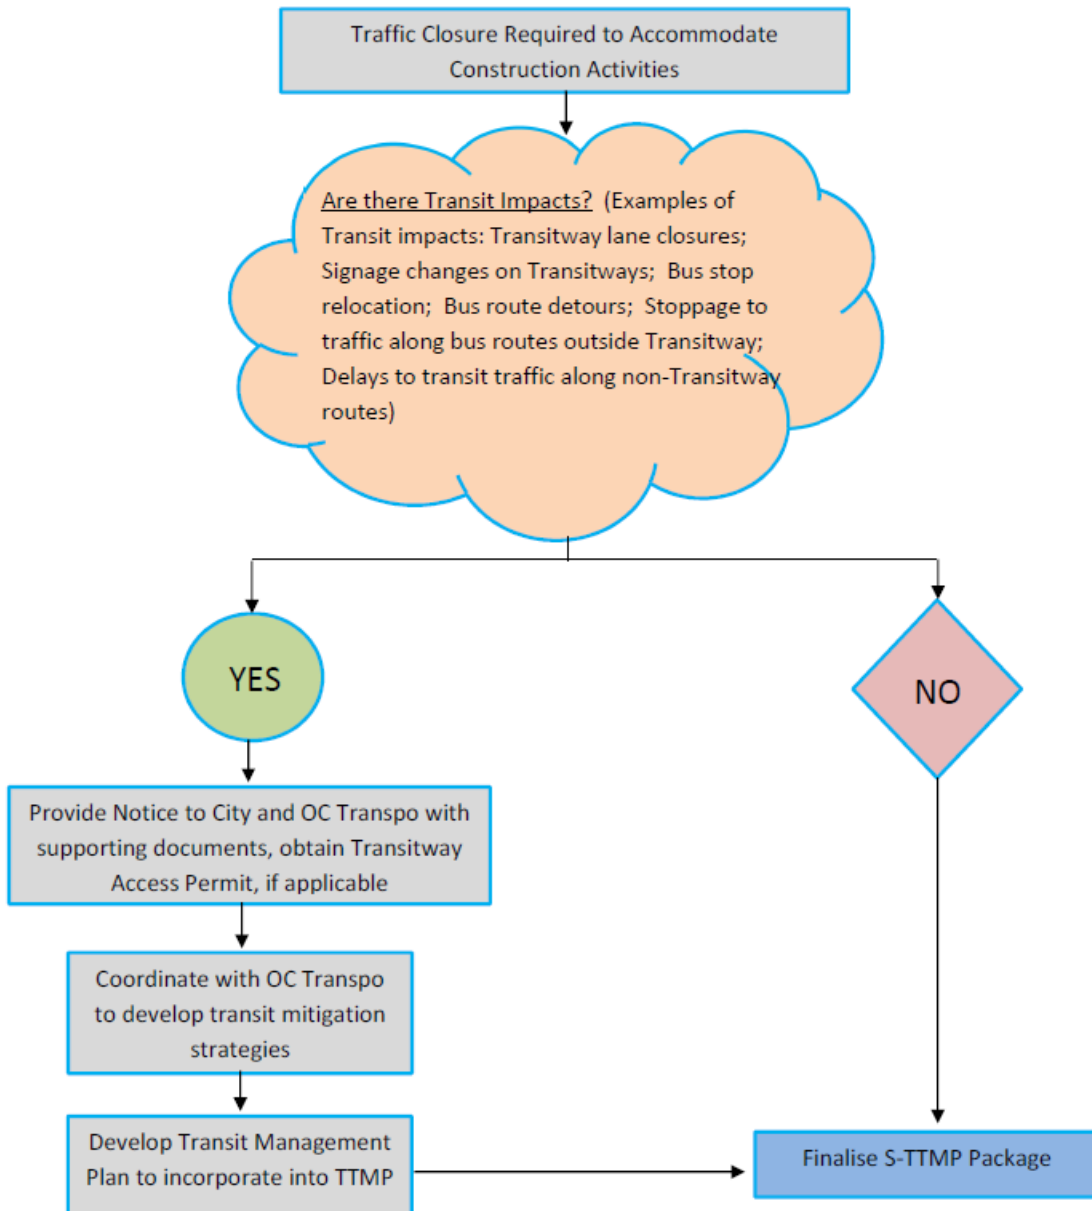 Traffic Closure Required to Accommodate
Construction Activities
Are there Transit Impacts? (Examples of
Transit impacts: Transitway lane closures;
Signage changes on Transitways; Bus stop
relocation; Bus route detours; Stoppage to
traffic along bus routes outside Transitway;
Delays to transit traffic along non-Transitway
routes)
YES
NO
Provide Notice to City and OC Transpo with
supporting documents, obtain Transitway
Access Permit, if applicable
Coordinate with OC Transpo
to develop transit mitigation
strategies
Develop Transit Management
Plan to incorporate into TTMP
Finalise S-TTMP Package